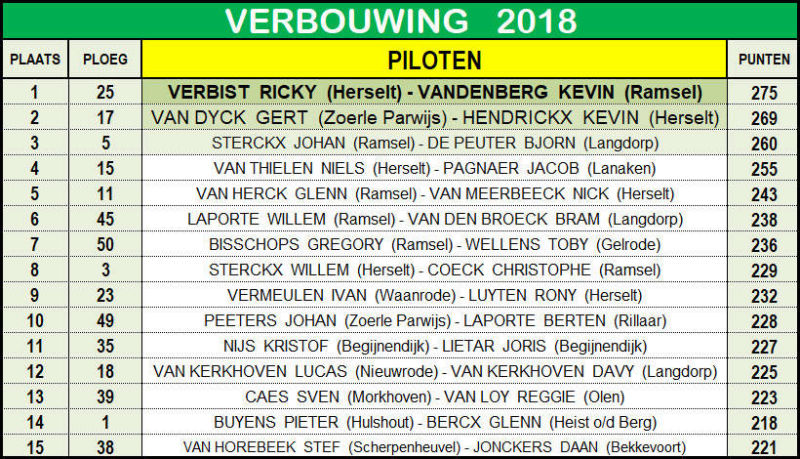 VERBOUWING 2018
PLAATS PLOEG PILOTEN PUNTEN
1 25 VERBIST RICKY (Herselt) - VANDENBERG KEVIN (Ramsel) 275
2 17 VAN DYCK GERT (Zoerle Parwijs) - HENDRICKX KEVIN (Herselt) 269
3 5 STERCKX JOHAN (Ramsel) - DE PEUTER BJORN (Langdorp) 260
4 15 VAN THIELEN NIELS (Herselt) - PAGNAER JACOB (Lanaken) 255
5 11 VAN HERCK GLENN (Ramsel) - VAN MEERBEECK NICK (Herselt) 243
6 45 LAPORTE WILLEM (Ramsel) - VAN DEN BROECK BRAM (Langdorp) 238
7 50 BISSCHOPS GREGORY (Ramsel) - WELLENS TOBY (Gelrode) 236
8 3 STERCKX WILLEM (Herselt) - COECK CHRISTOPHE (Ramsel) 229
9 23 VERMEULEN IVAN (Waanrode) - LUYTEN RONY (Herselt) 232
10 49 PEETERS JOHAN (Zoerle Parwijs) - LAPORTE BERTEN (Rillaar) 228
11 35 NIJS KRISTOF (Begijnendijk) - LIETAR JORIS (Begijnendijk) 227
12 18 VAN KERKHOVEN LUCAS (Nieuwrode) - VAN KERKHOVEN DAVY (Langdorp) 225
13 39 CAES SVEN (Morkhoven) - VAN LOY REGGIE (Olen) 223
14 1 BUYENS PIETER (Hulshout) - BERCX GLENN (Heist o/d Berg) 218
15 38 VAN HOREBEEK STEF (Scherpenheuvel) - JONCKERS DAAN (Bekkevoort) 221